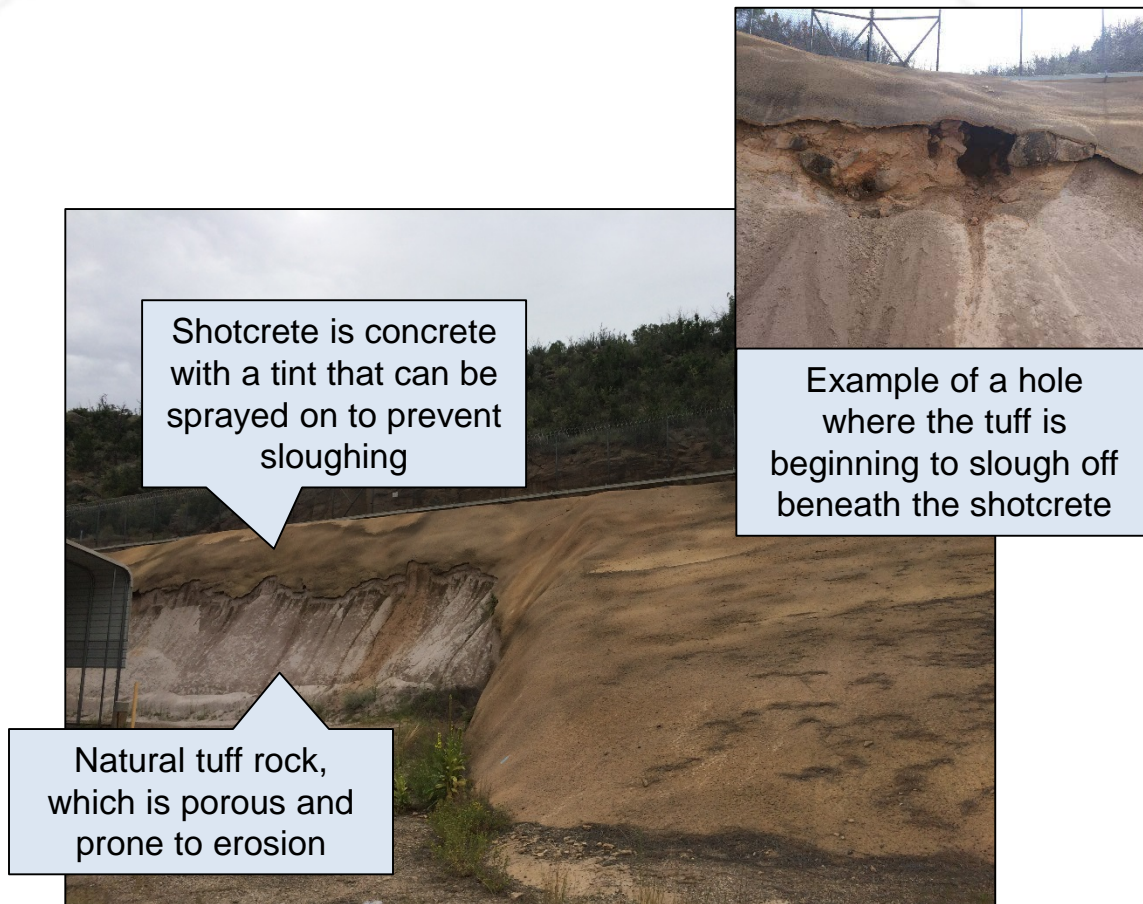 Shotcrete is concrete
with a tint that can be
sprayed on to prevent
sloughing
Example of a hole
where the tuff is
beginning to slough off
beneath the shotcrete
Natural tuff rock,
which is porous and
prone to erosion